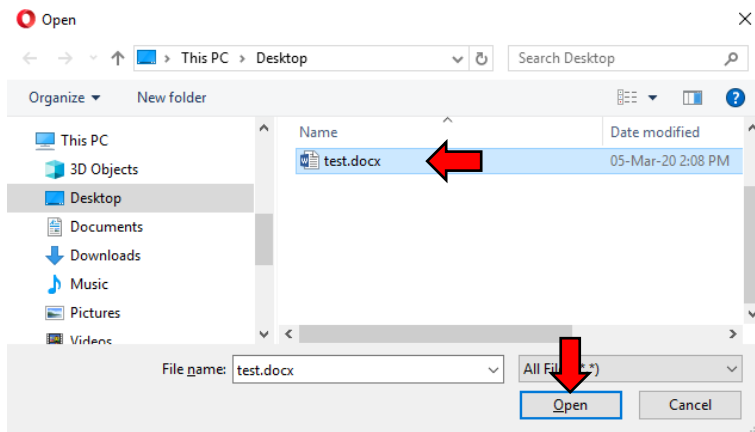 Open
This PC > Desktop
Search Desktop
Organize
New folder
Name
Date modified
This PC
3D Objects
Desktop
Documents
Downloads
Music
Pictures
Videos
test.docx
05-Mar-20 2:08 PM
File name:
test.docx
All Fil *.*)
Open
Cancel